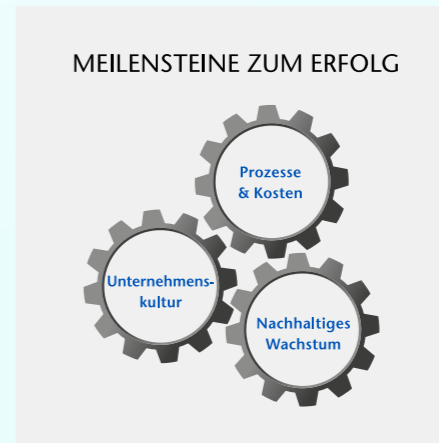 MEILENSTEINE ZUM ERFOLG
Prozesse
& Kosten
Unternehmens-
kultur
Nachhaltiges
Wachstum